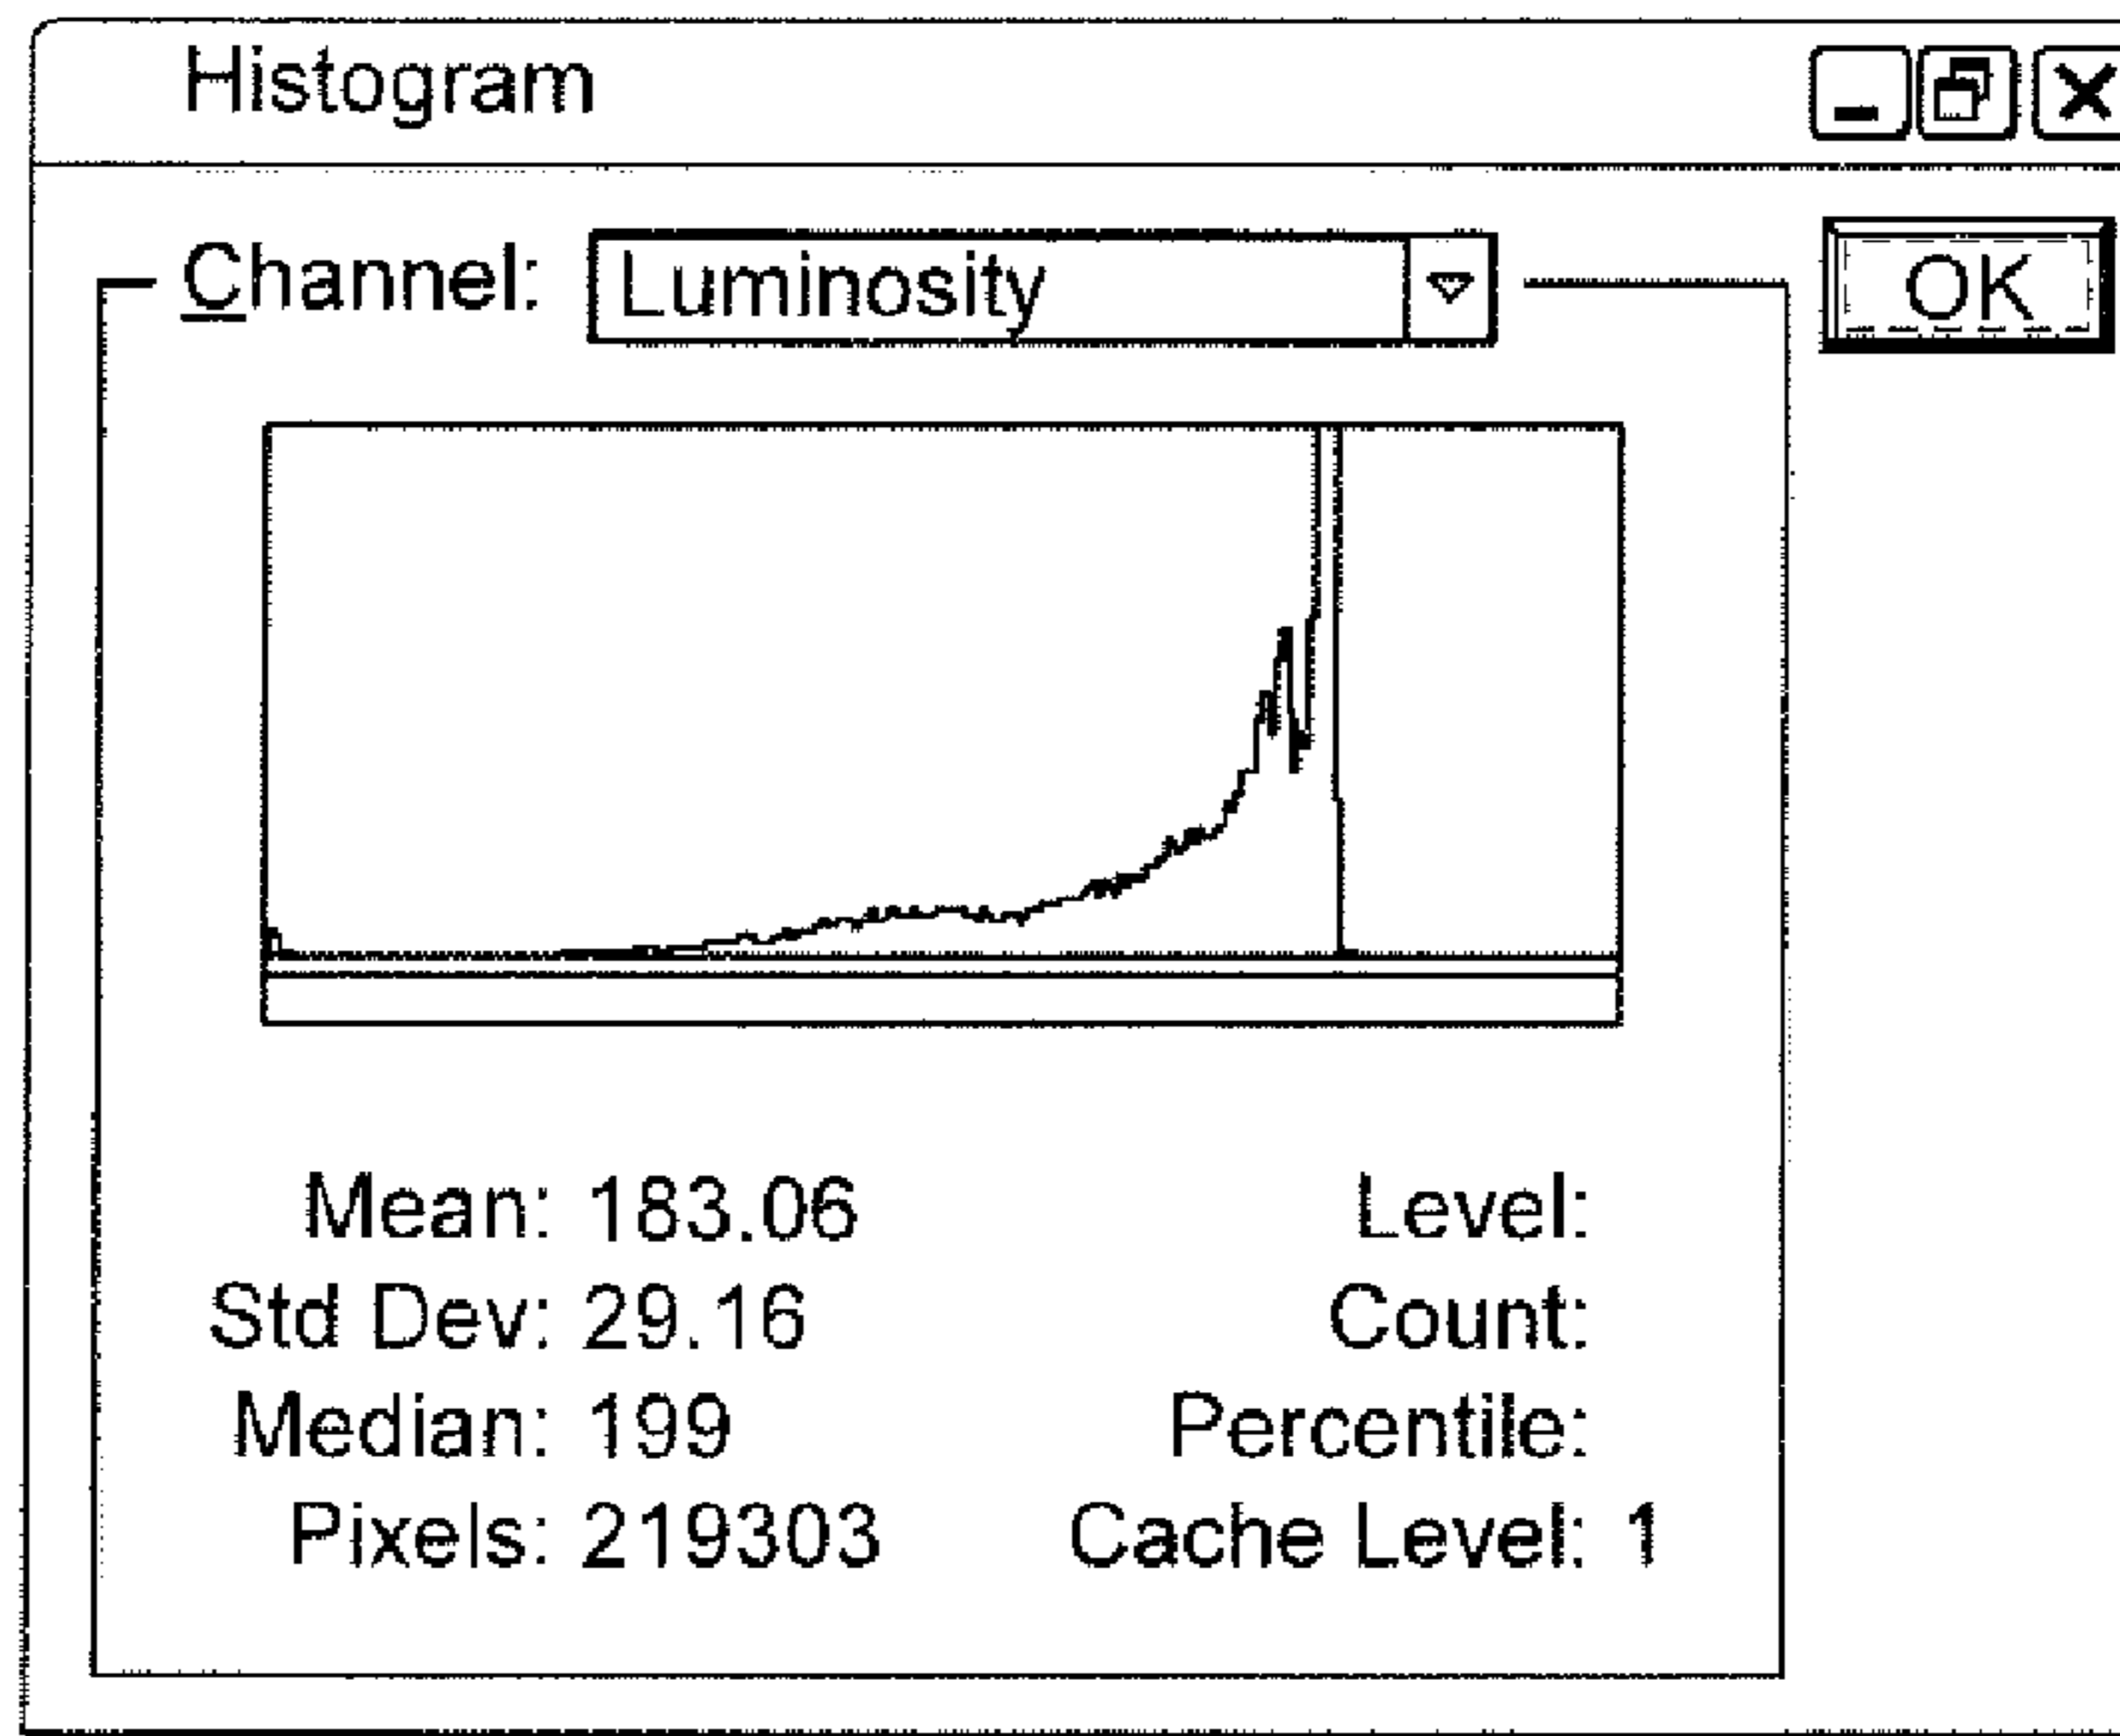 Histogram
Channel: Luminosity
OK
Mean: 183.06 Level:
Std Dev: 29.16 Count:
Median: 199 Percentile:
Pixels: 219303 Cache Level: 1